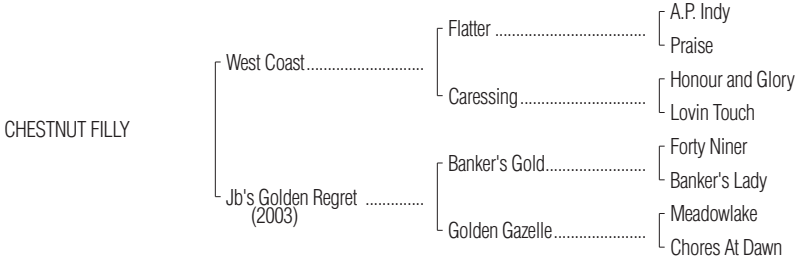 A.P. Indy
Flatter ......................................
Praise
West Coast...........................
Honour and Glory
Caressing................................
Lovin Touch
CHESTNUT FILLY
Forty Niner
Banker's Gold.........................
Banker's Lady
Jb's Golden Regret ..............
(2003)
Meadowlake
Golden Gazelle.......................
Chores At Dawn